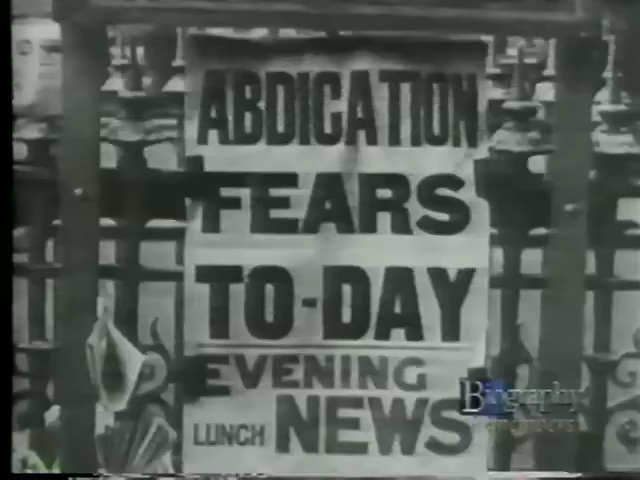 ABDICATION
FEARS
TO-DAY
EVENING
LUNCH NEWS
Biography